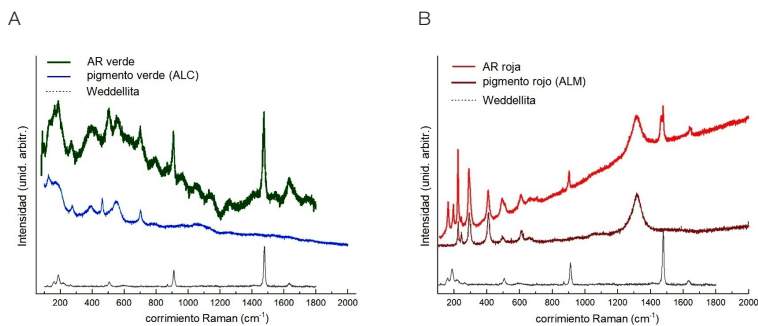 A
B
AR verde
pigmento verde (ALC)
Weddellita
AR roja
pigmento rojo (ALM)
Weddellita
Intensidad (unid. arbitr.)
Intensidad (unid. arbitr.)
200 400 600 800 1000 1200 1400 1600 1800 2000
200 400 600 800 1000 1200 1400 1600 1800 2000
corrimiento Raman (cm⁻¹)
corrimiento Raman (cm⁻¹)